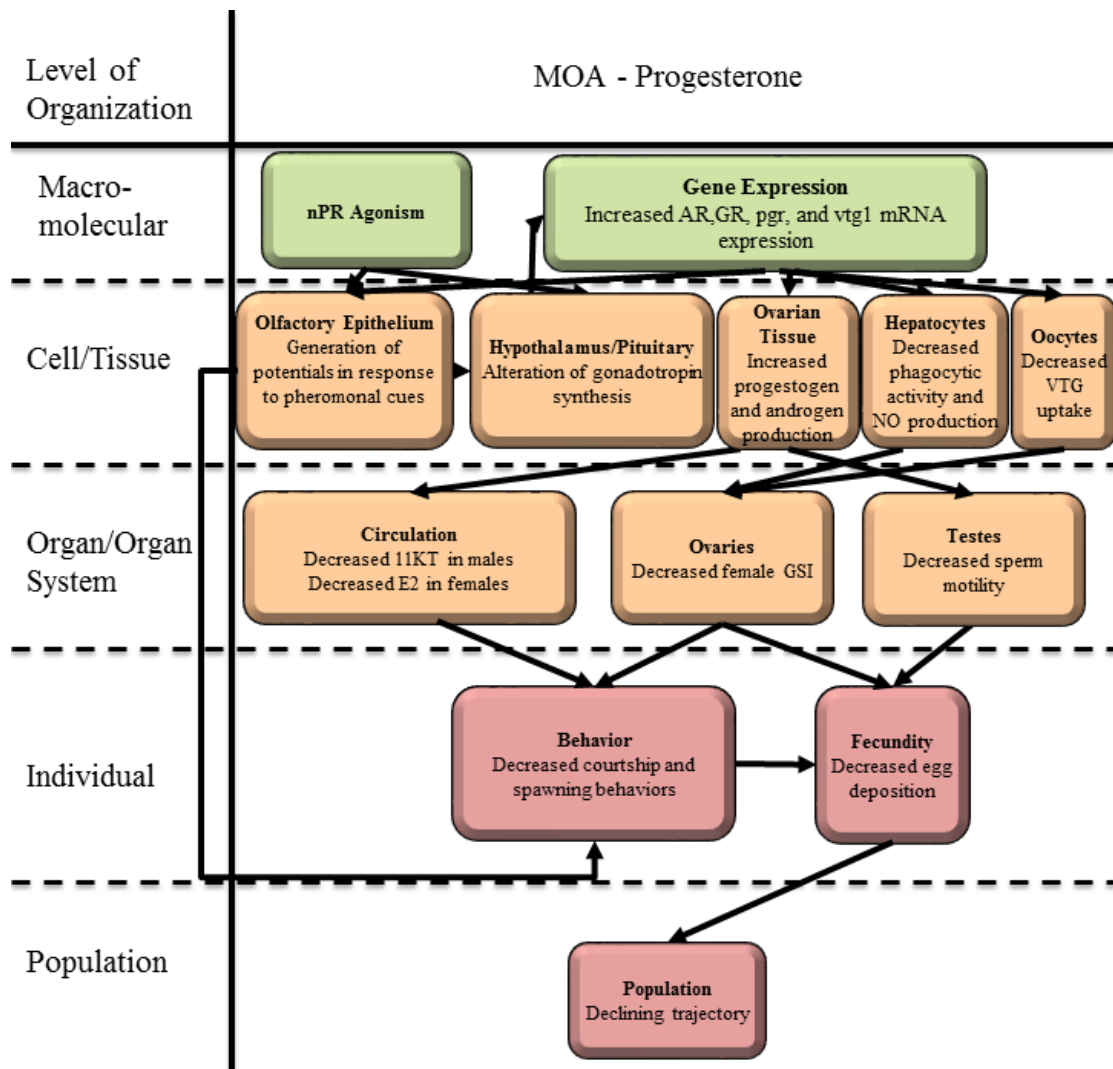 Level of
Organization
MOA - Progesterone
Macro-
molecular
nPR Agonism
Gene Expression
Increased AR,GR, pgr, and vtg1 mRNA
expression
Cell/Tissue
Olfactory Epithelium
Generation of
potentials in response
to pheromonal cues
Hypothalamus/Pituitary
Alteration of gonadotropin
synthesis
Ovarian
Tissue
Increased
progestogen
and androgen
production
Hepatocytes
Decreased
phagocytic
activity and
NO production
Oocytes
Decreased
VTG
uptake
Organ/Organ
System
Circulation
Decreased 11KT in males
Decreased E2 in females
Ovaries
Decreased female GSI
Testes
Decreased sperm
motility
Individual
Behavior
Decreased courtship and
spawning behaviors
Fecundity
Decreased egg
deposition
Population
Population
Declining trajectory